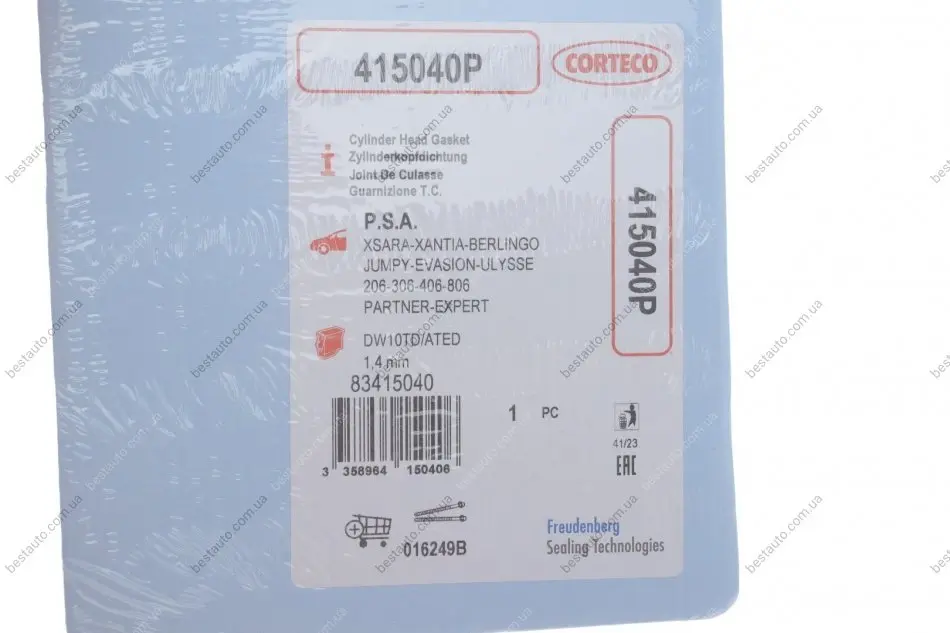 415040P
CORTECO
Cylinder Head Gasket
Zylinderkopfdichtung
Joint De Culasse
Guarnizione T.C.
415040P
P.S.A.
XSARA-XANTIA-BERLINGO
JUMPY-EVASION-ULYSSE
206-306-406-806
PARTNER-EXPERT
DW10TD/ATED
1,4 mm
83415040
1 PC
41/23
EAC
3 358964 150406
016249B
Freudenberg
Sealing Technologies
bestauto.com.ua